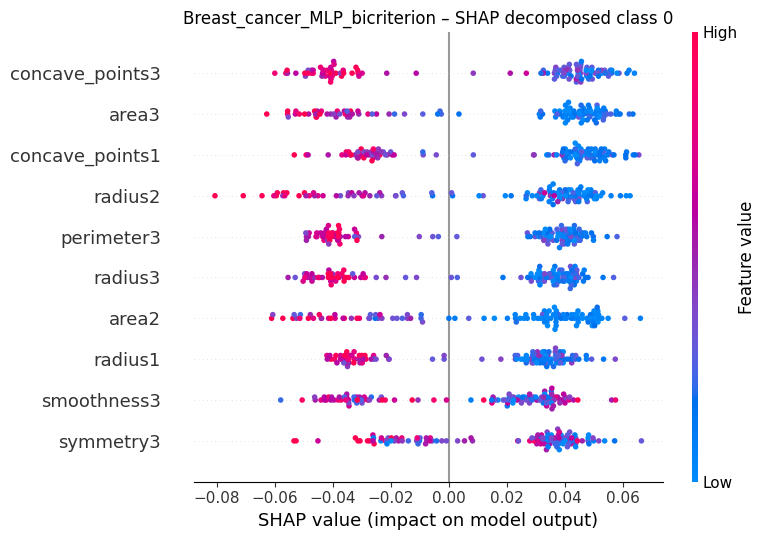 Breast_cancer_MLP_bicriterion – SHAP decomposed class 0
High
concave_points3
area3
concave_points1
radius2
perimeter3
radius3
area2
radius1
smoothness3
symmetry3
Feature value
Low
−0.08 −0.06 −0.04 −0.02 0.00 0.02 0.04 0.06
SHAP value (impact on model output)